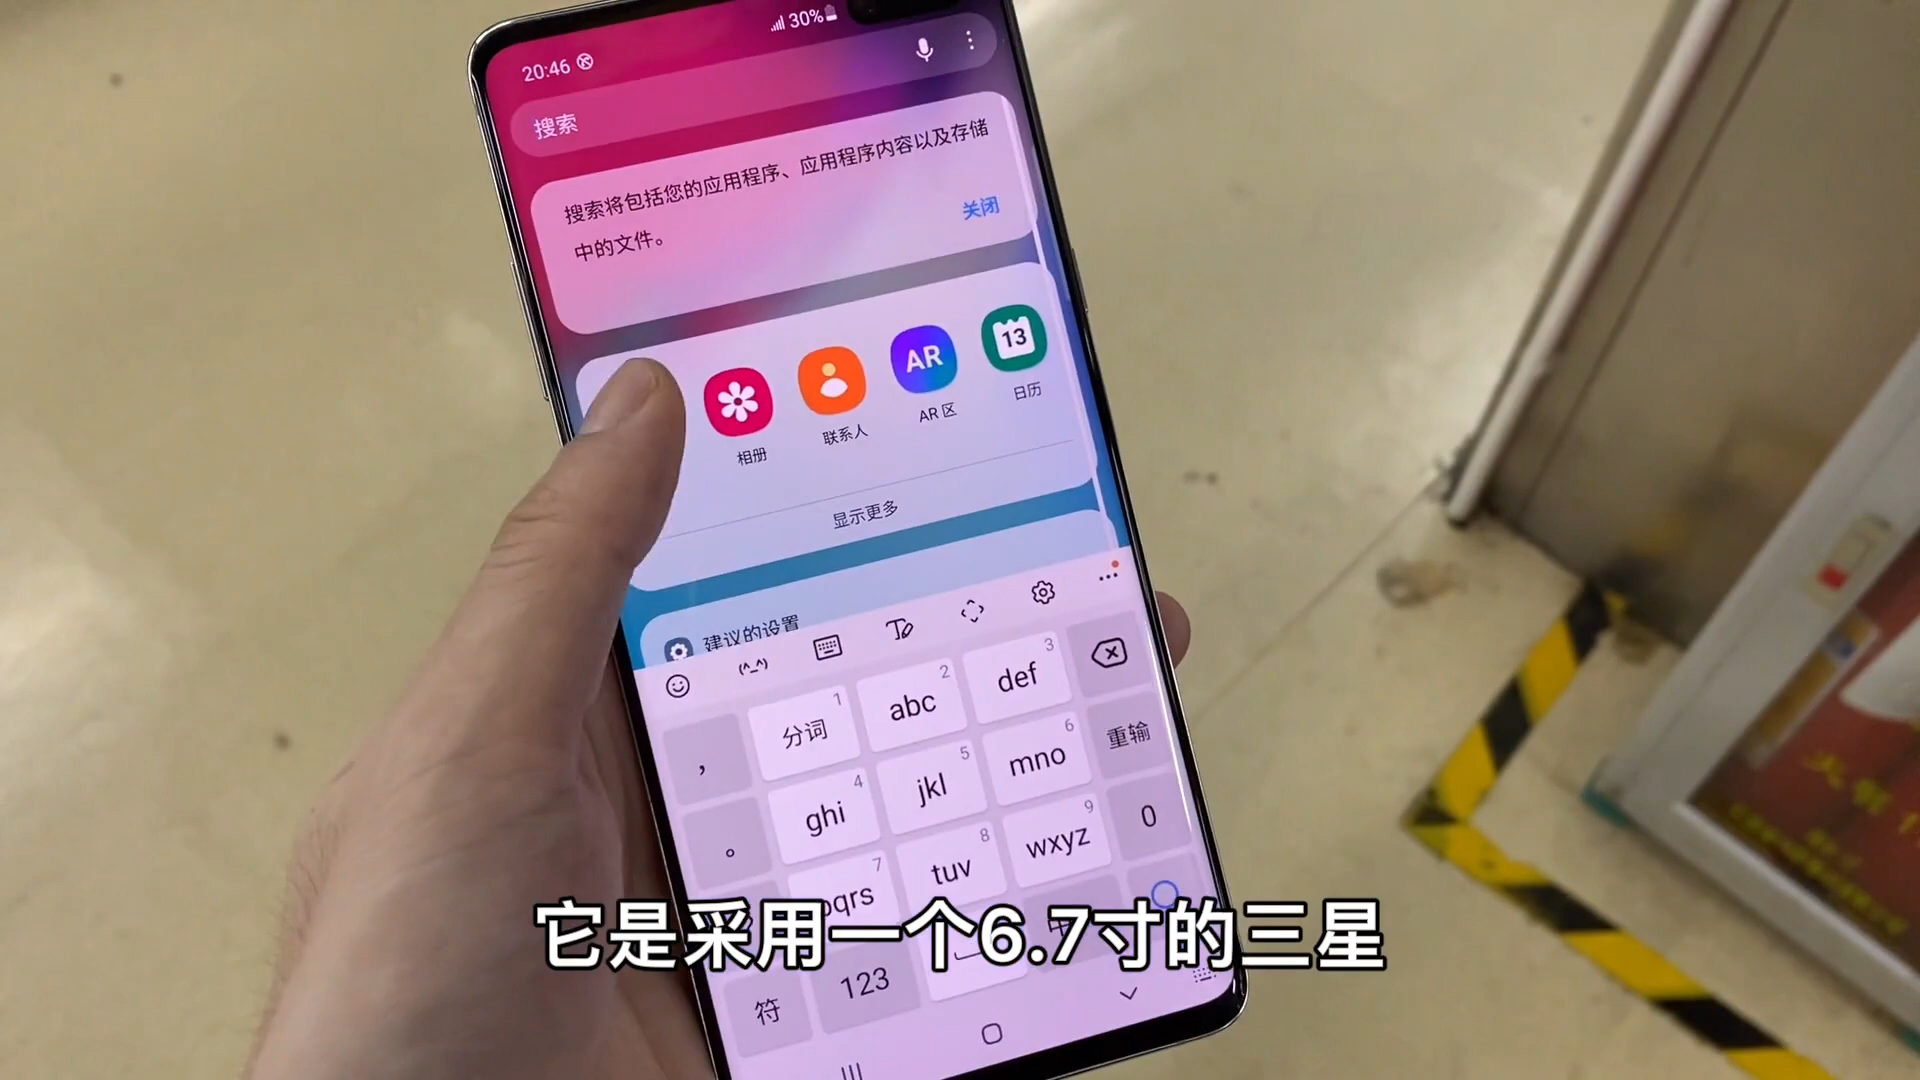 20:46
30%
搜索
搜索将包括您的应用程序、应用程序内容以及存储
中的文件。
关闭
AR
13
相册
联系人
AR 区
日历
显示更多
建议的设置
(^_^)
，
分词 1
abc 2
def 3
。
ghi 4
jkl 5
mno 6
重输
pqrs 7
tuv 8
wxyz 9
0
符
123
中
它是采用一个6.7寸的三星